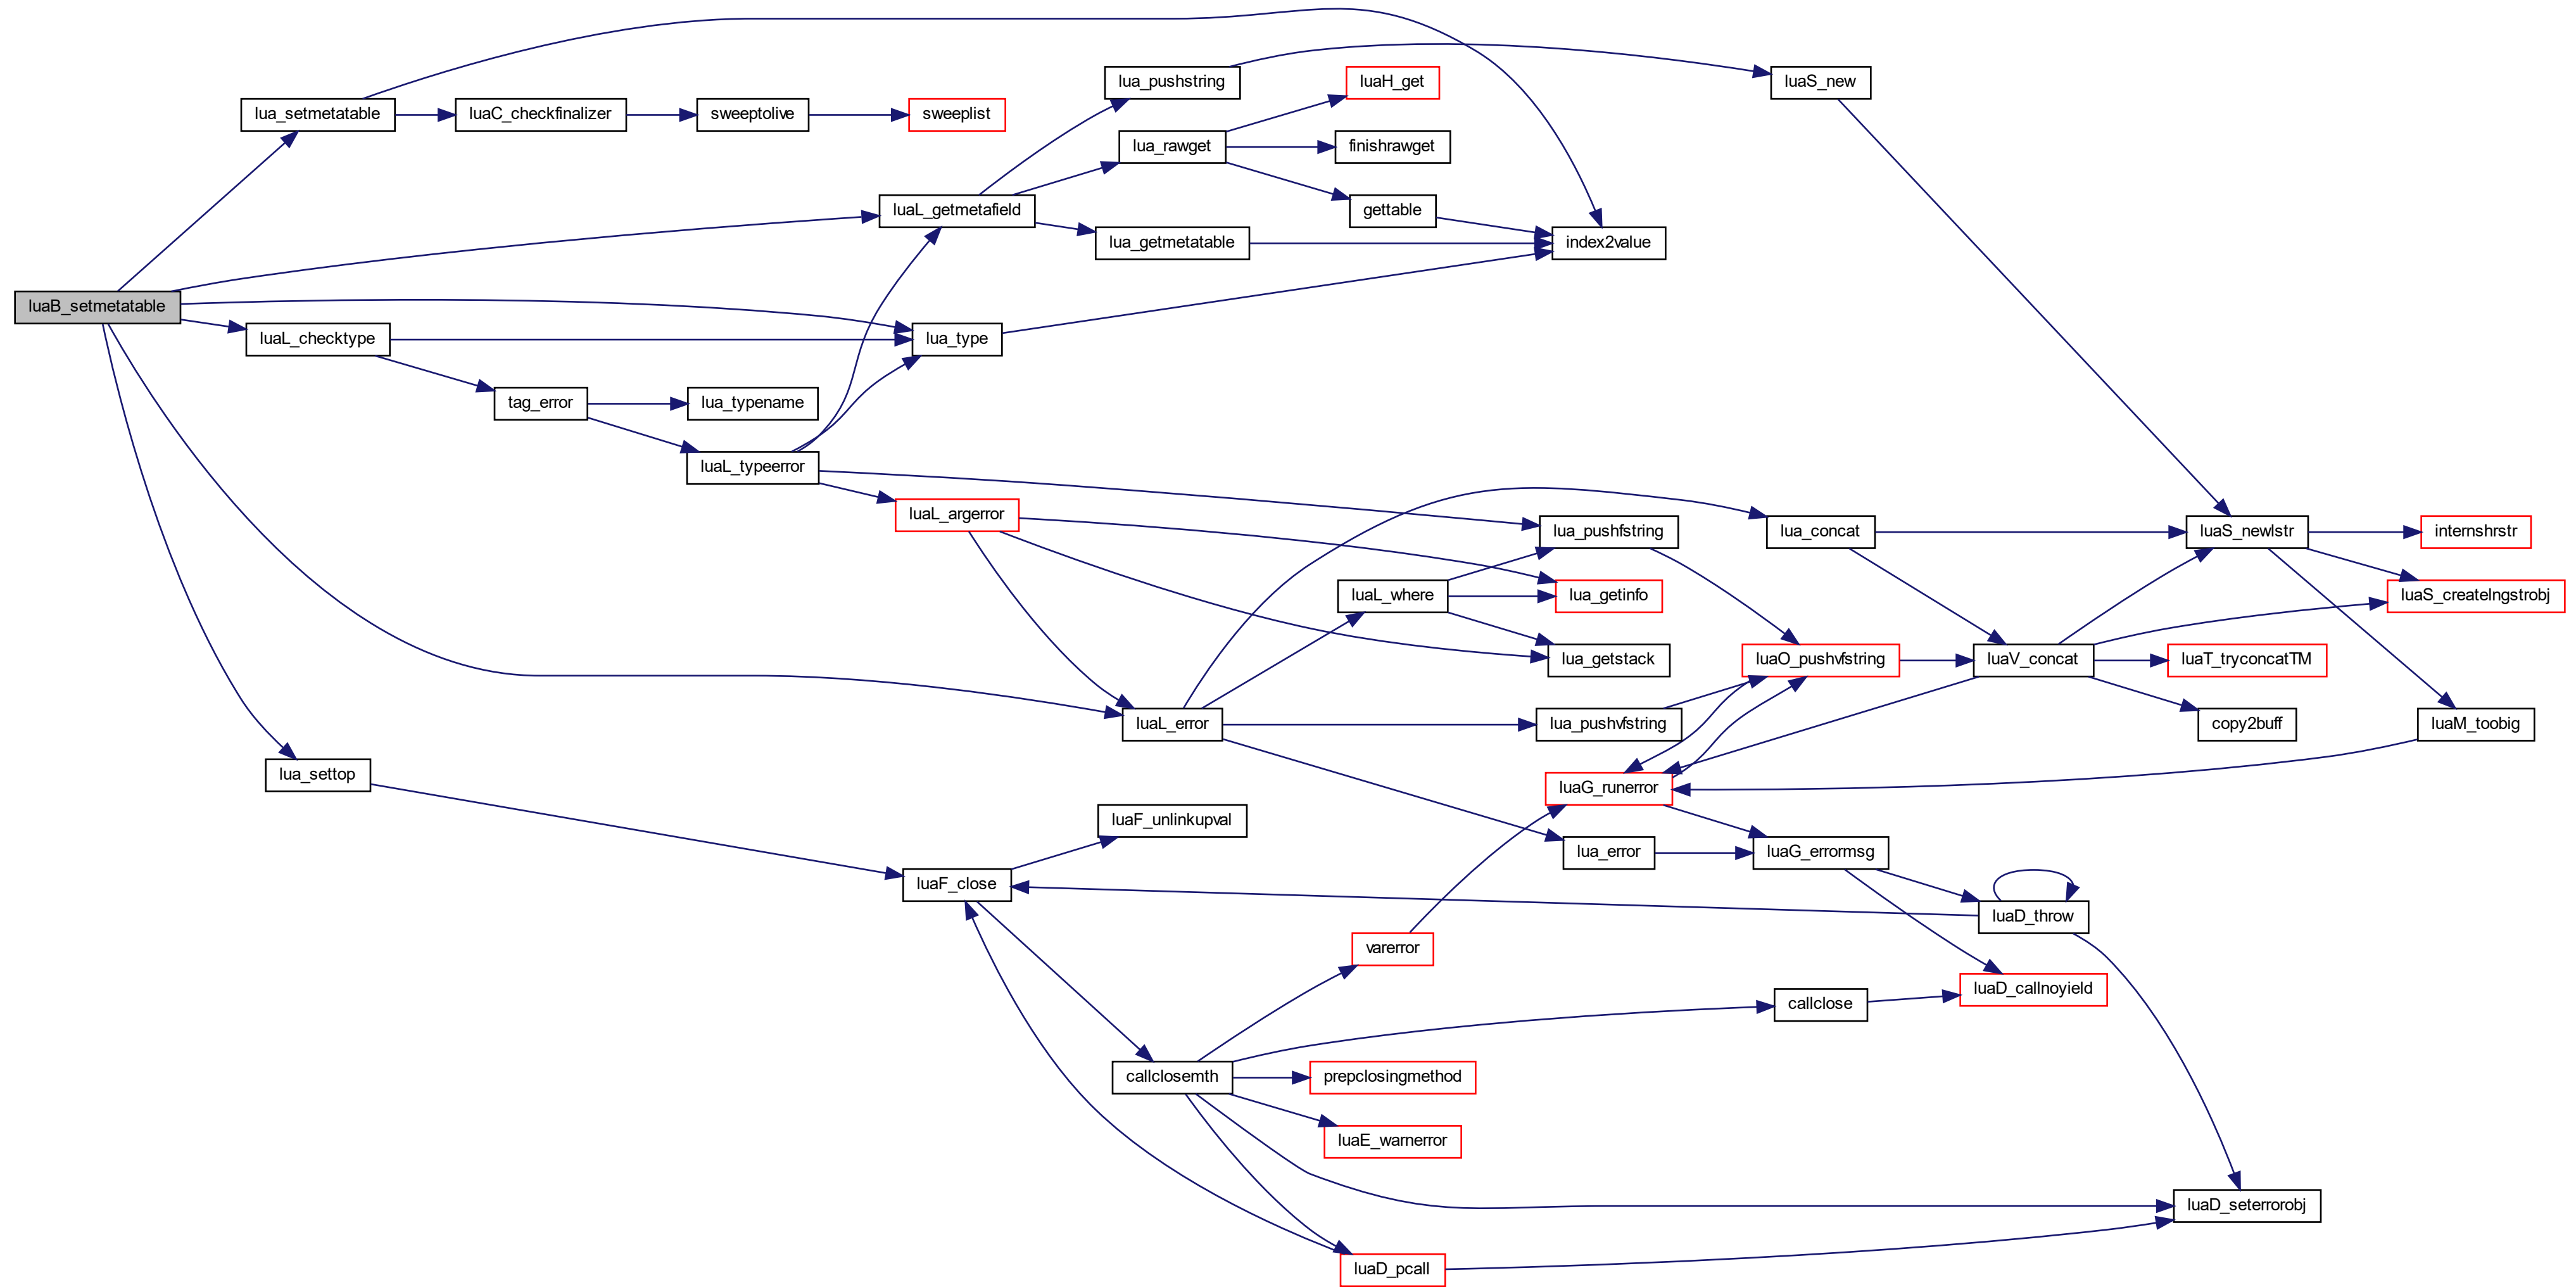 lua_pushstring
luaH_get
luaS_new
lua_setmetatable
luaC_checkfinalizer
sweeptolive
sweeplist
lua_rawget
finishrawget
luaL_getmetafield
gettable
lua_getmetatable
index2value
luaB_setmetatable
luaL_checktype
lua_type
tag_error
lua_typename
luaL_typeerror
luaL_argerror
lua_pushfstring
lua_concat
luaS_newlstr
internshrstr
luaL_where
lua_getinfo
luaS_createlngstrobj
lua_getstack
luaO_pushvfstring
luaV_concat
luaT_tryconcatTM
luaL_error
lua_pushvfstring
copy2buff
luaM_toobig
lua_settop
luaG_runerror
luaF_unlinkupval
lua_error
luaG_errormsg
luaF_close
luaD_throw
varerror
luaD_callnoyield
callclose
callclosemth
prepclosingmethod
luaE_warnerror
luaD_seterrorobj
luaD_pcall